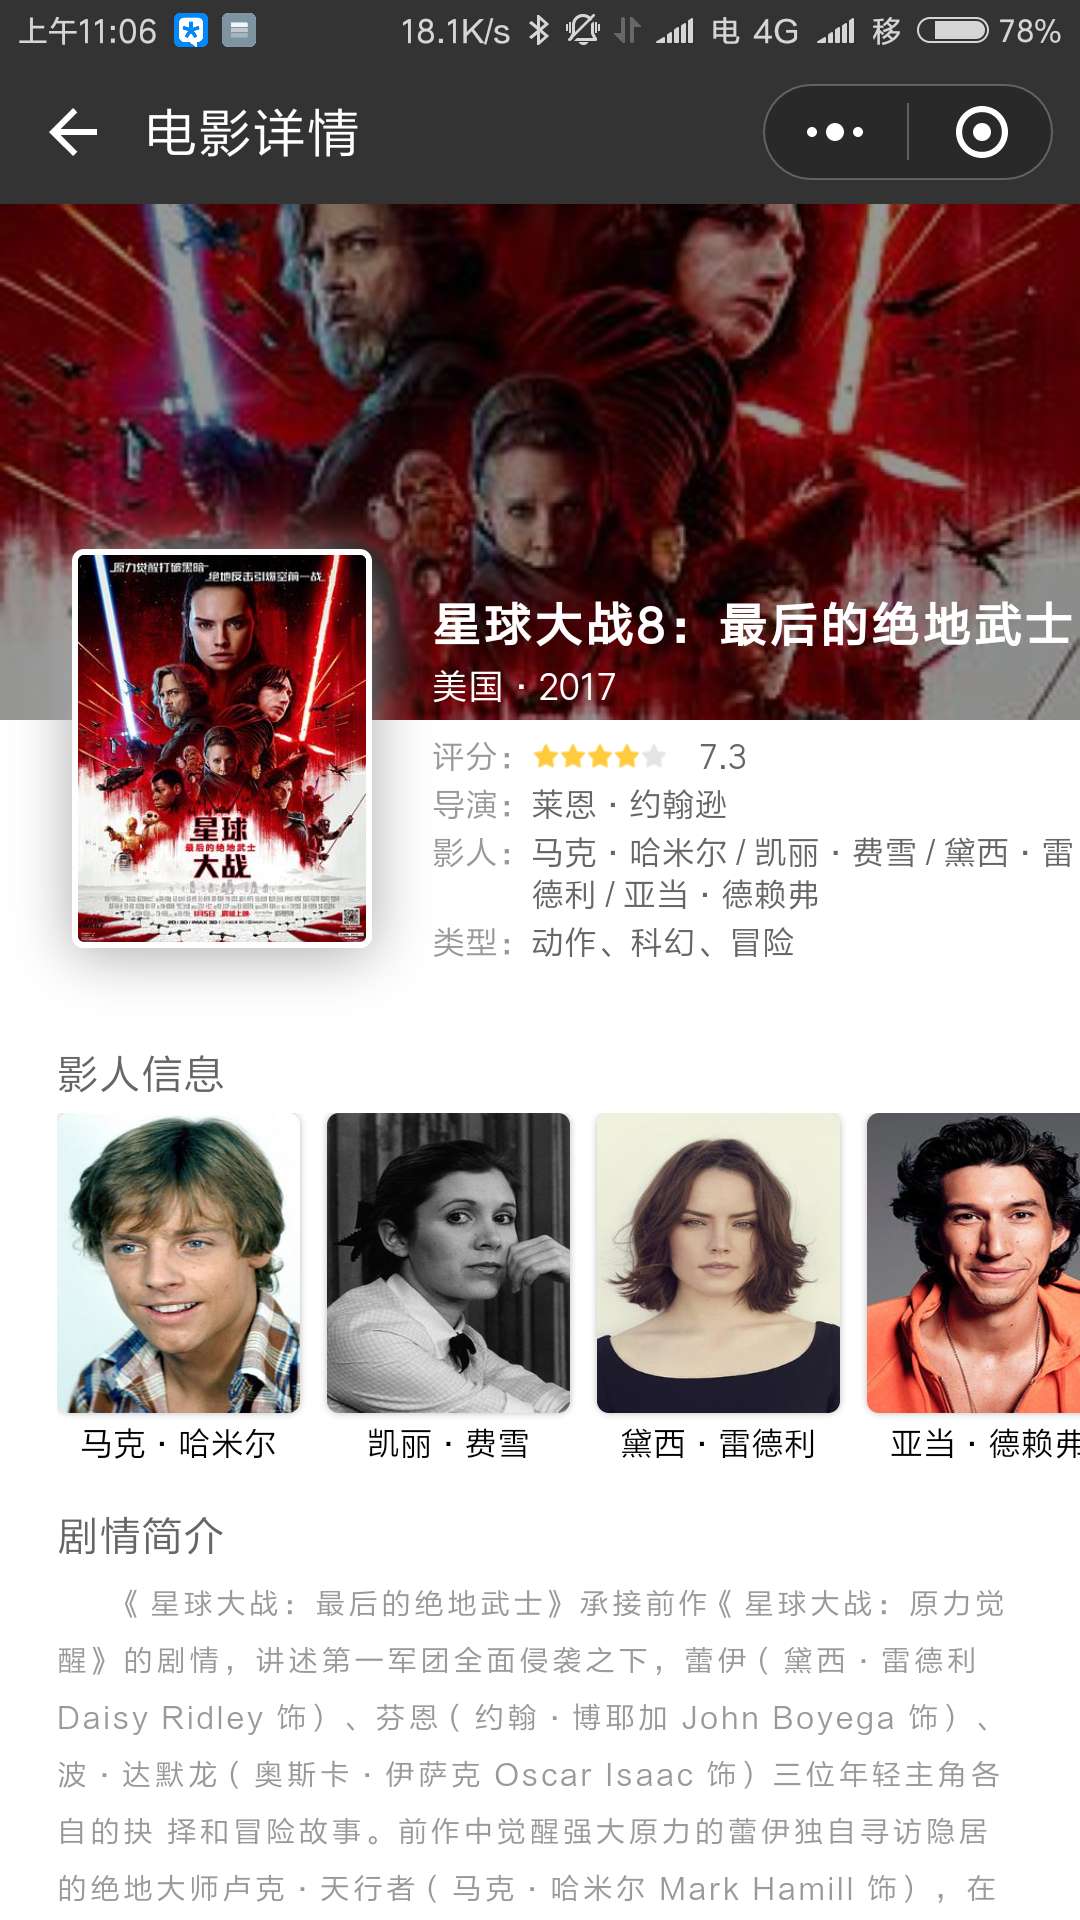 上午11:06 18.1K/s 电 4G 移 78%
电影详情
原力觉醒打破黑暗
绝地反击引爆空前一战
星球大战8：最后的绝地武士
美国 · 2017
评分： 7.3
导演：莱恩 · 约翰逊
影人：马克 · 哈米尔 / 凯丽 · 费雪 / 黛西 · 雷
德利 / 亚当 · 德赖弗
类型：动作、科幻、冒险
星球
最后的绝地武士
大战
影人信息
马克 · 哈米尔
凯丽 · 费雪
黛西 · 雷德利
亚当 · 德赖弗
剧情简介
《 星球大战：最后的绝地武士》承接前作《 星球大战：原力觉
醒》的剧情，讲述第一军团全面侵袭之下，蕾伊（ 黛西 · 雷德利
Daisy Ridley 饰）、芬恩（ 约翰 · 博耶加 John Boyega 饰）、
波 · 达默龙（ 奥斯卡 · 伊萨克 Oscar Isaac 饰）三位年轻主角各
自的抉 择和冒险故事。前作中觉醒强大原力的蕾伊独自寻访隐居
的绝地大师卢克 · 天行者（ 马克 · 哈米尔 Mark Hamill 饰），在